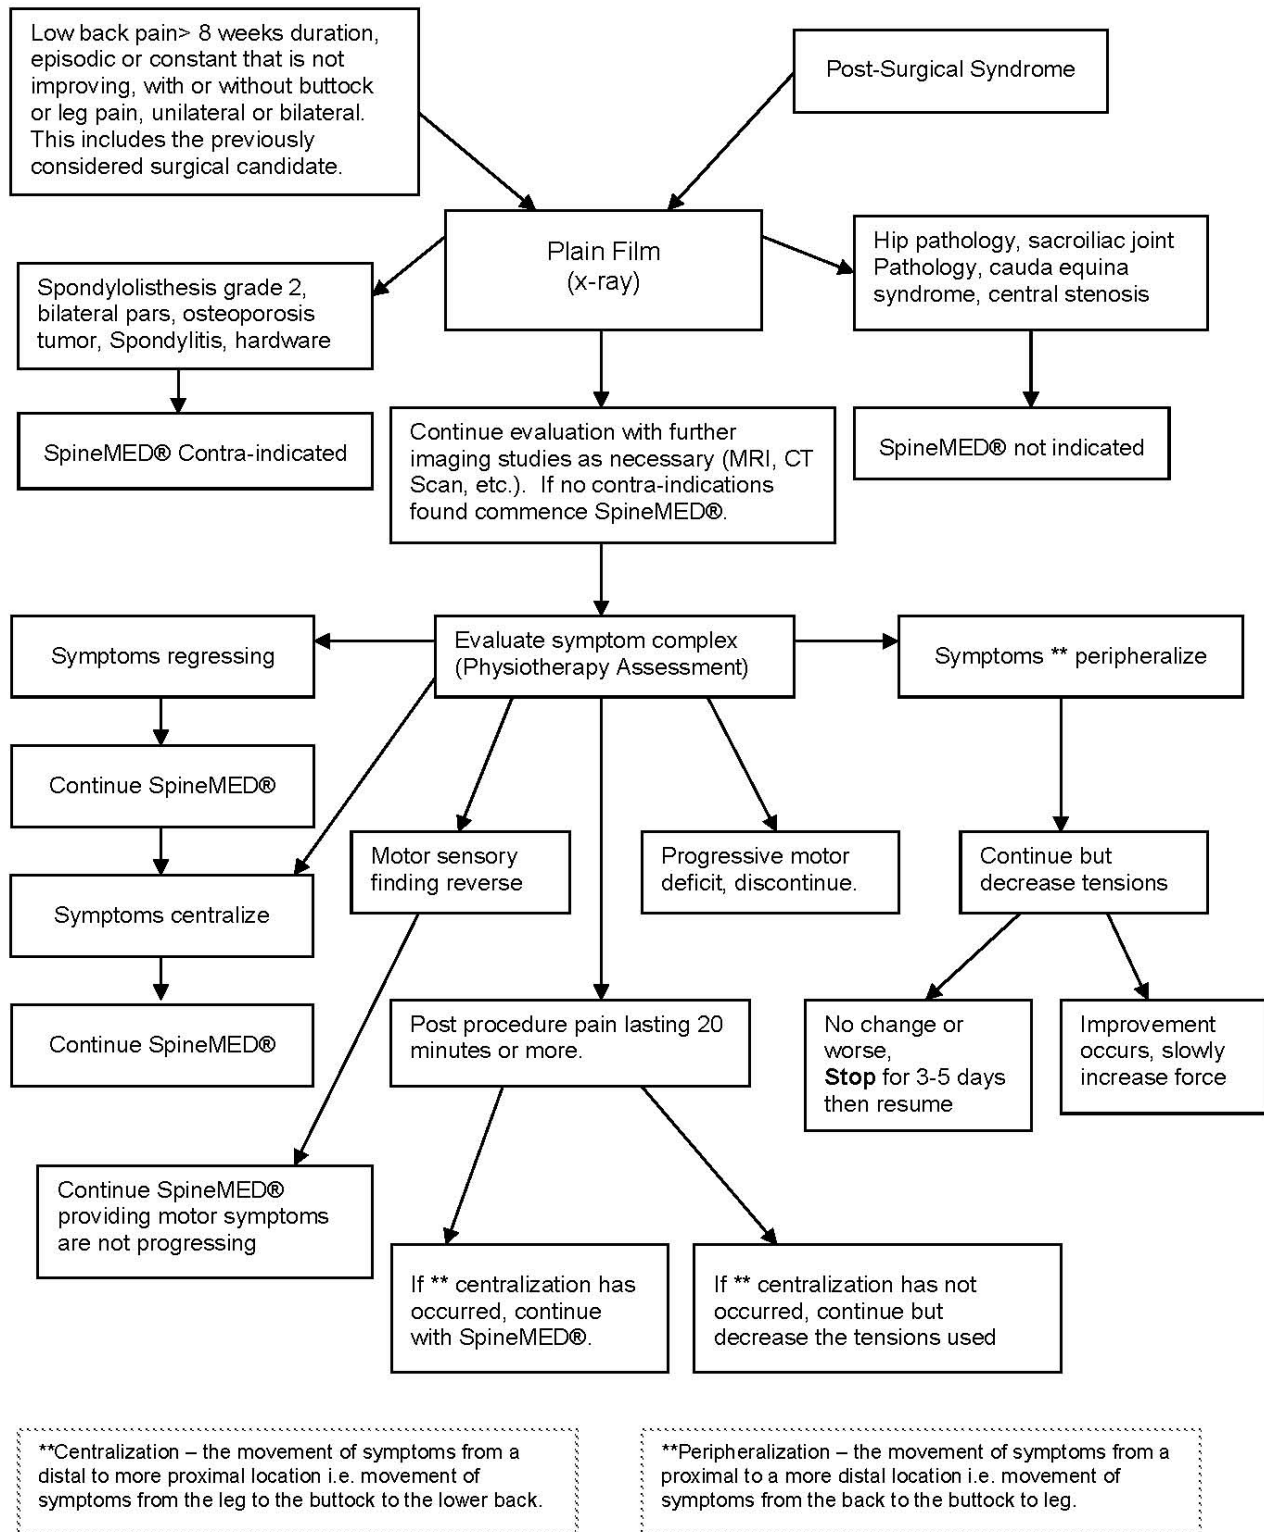 Low back pain> 8 weeks duration,
episodic or constant that is not
improving, with or without buttock
or leg pain, unilateral or bilateral.
This includes the previously
considered surgical candidate.
Post-Surgical Syndrome
Plain Film
(x-ray)
Spondylolisthesis grade 2,
bilateral pars, osteoporosis
tumor, Spondylitis, hardware
Hip pathology, sacroiliac joint
Pathology, cauda equina
syndrome, central stenosis
SpineMED® Contra-indicated
Continue evaluation with further
imaging studies as necessary (MRI, CT
Scan, etc.).  If no contra-indications
found commence SpineMED®.
SpineMED® not indicated
Symptoms regressing
Evaluate symptom complex
(Physiotherapy Assessment)
Symptoms ** peripheralize
Continue SpineMED®
Motor sensory
finding reverse
Progressive motor
deficit, discontinue.
Continue but
decrease tensions
Symptoms centralize
Continue SpineMED®
Post procedure pain lasting 20
minutes or more.
No change or
worse,
Stop for 3-5 days
then resume
Improvement
occurs, slowly
increase force
Continue SpineMED®
providing motor symptoms
are not progressing
If ** centralization has
occurred, continue
with SpineMED®.
If ** centralization has not
occurred, continue but
decrease the tensions used
**Centralization – the movement of symptoms from a
distal to more proximal location i.e. movement of
symptoms from the leg to the buttock to the lower back.
**Peripheralization – the movement of symptoms from a
proximal to a more distal location i.e. movement of
symptoms from the back to the buttock to leg.